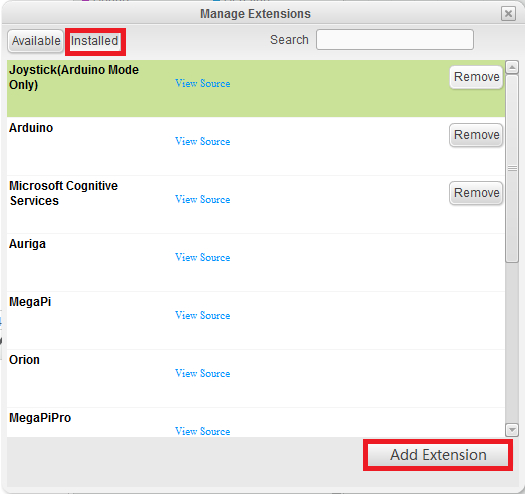 Manage Extensions
Available Installed Search
Joystick(Arduino Mode
Only)
View Source
Remove
Arduino
View Source
Remove
Microsoft Cognitive
Services
View Source
Remove
Auriga
View Source
MegaPi
View Source
Orion
View Source
MegaPiPro
View Source
Add Extension